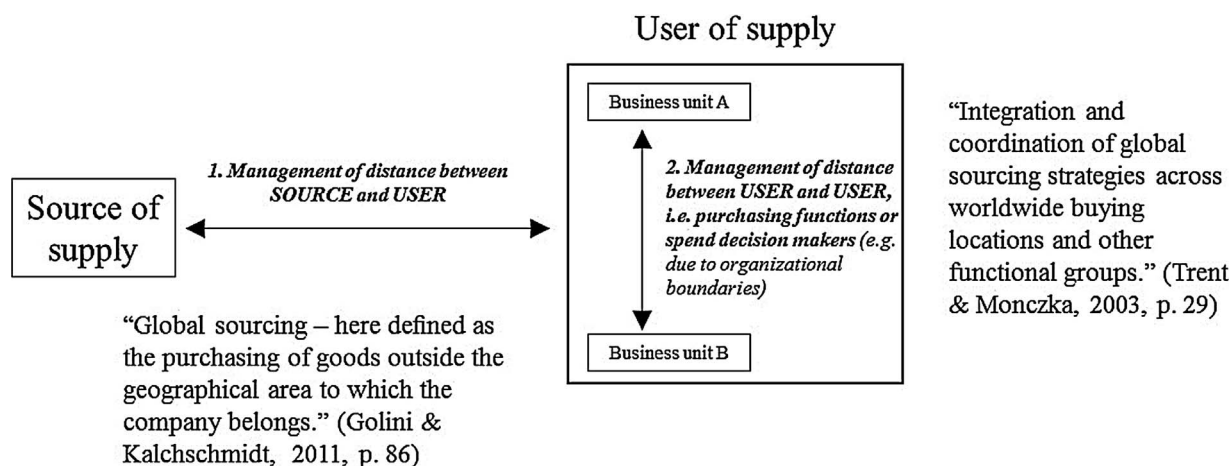 User of supply
Business unit A
1. Management of distance between
SOURCE and USER
2. Management of distance
between USER and USER,
i.e. purchasing functions or
spend decision makers (e.g.
due to organizational
boundaries)
Business unit B
Source of
supply
“Global sourcing – here defined as
the purchasing of goods outside the
geographical area to which the
company belongs.” (Golini &
Kalchschmidt, 2011, p. 86)
“Integration and
coordination of global
sourcing strategies across
worldwide buying
locations and other
functional groups.” (Trent
& Monczka, 2003, p. 29)